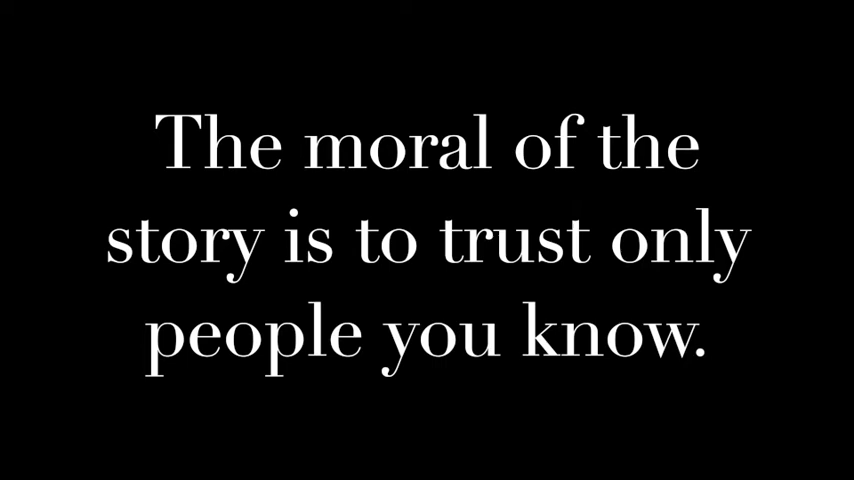 The moral of the
story is to trust only
people you know.